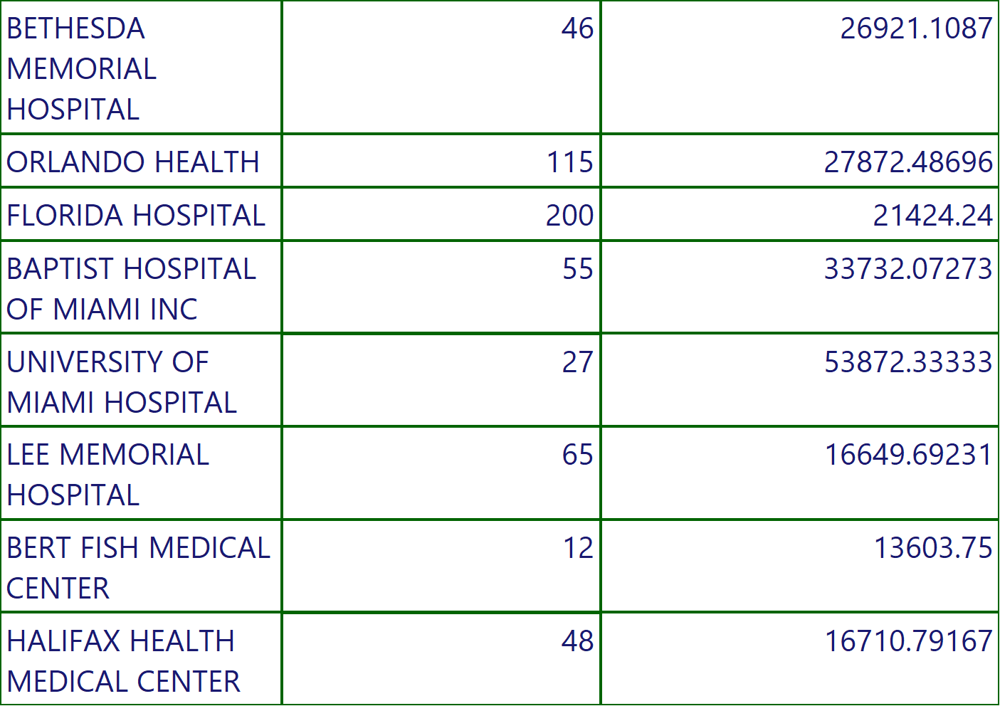 BETHESDA 46 26921.1087
MEMORIAL
HOSPITAL
ORLANDO HEALTH 115 27872.48696
FLORIDA HOSPITAL 200 21424.24
BAPTIST HOSPITAL 55 33732.07273
OF MIAMI INC
UNIVERSITY OF 27 53872.33333
MIAMI HOSPITAL
LEE MEMORIAL 65 16649.69231
HOSPITAL
BERT FISH MEDICAL 12 13603.75
CENTER
HALIFAX HEALTH 48 16710.79167
MEDICAL CENTER